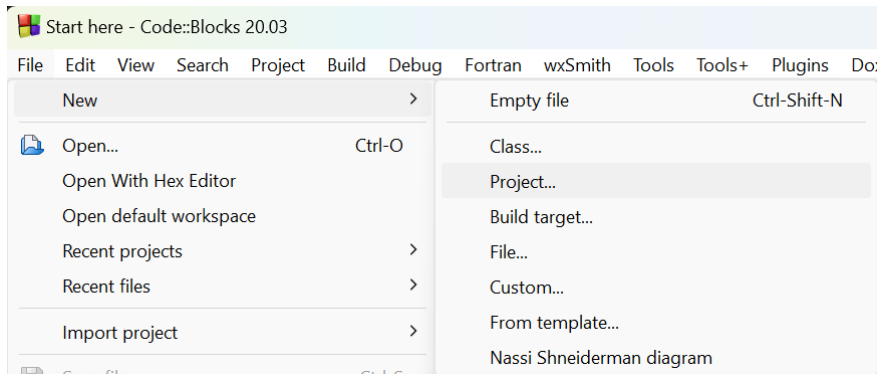 Start here - Code::Blocks 20.03
File Edit View Search Project Build Debug Fortran wxSmith Tools Tools+ Plugins
New > Empty file Ctrl-Shift-N
Open... Ctrl-O Class...
Open With Hex Editor Project...
Open default workspace Build target...
Recent projects > File...
Recent files > Custom...
Import project > From template...
Nassi Shneiderman diagram